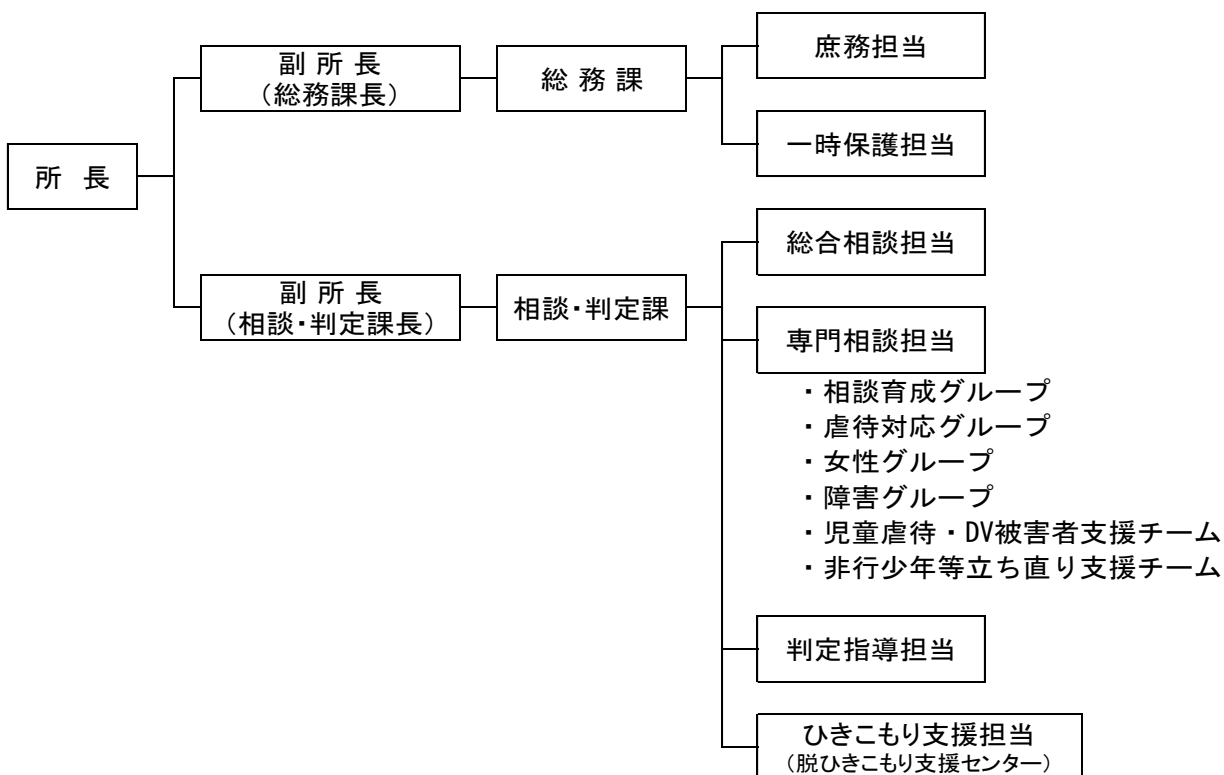 所 長
副 所 長
（総務課長）
総 務 課
庶務担当
一時保護担当
副 所 長
（相談・判定課長）
相談・判定課
総合相談担当
専門相談担当
・相談育成グループ
・虐待対応グループ
・女性グループ
・障害グループ
・児童虐待・DV被害者支援チーム
・非行少年等立ち直り支援チーム
判定指導担当
ひきこもり支援担当
（脱ひきこもり支援センター）